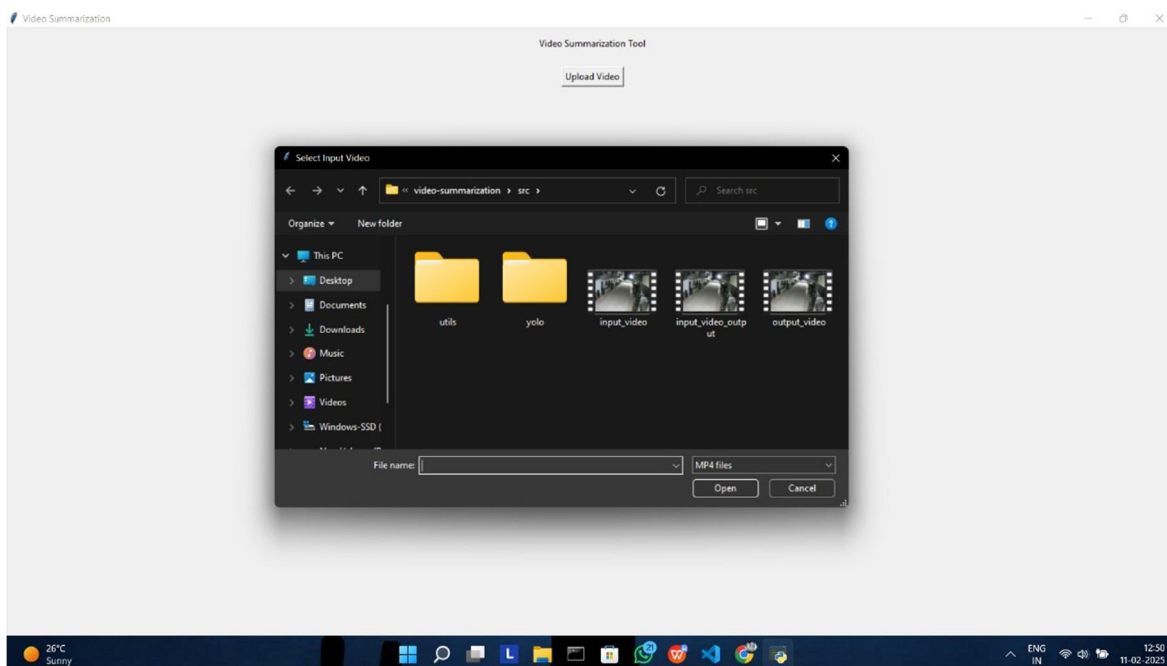 Video Summarization
Video Summarization Tool
Upload Video
Select Input Video
« video-summarization › src ›
Search src
Organize
New folder
This PC
Desktop
Documents
Downloads
Music
Pictures
Videos
Windows-SSD (
utils
yolo
input_video
input_video_outp
ut
output_video
File name:
MP4 files
Open
Cancel
26°C
Sunny
ENG
IN
12:50
11-02-2025